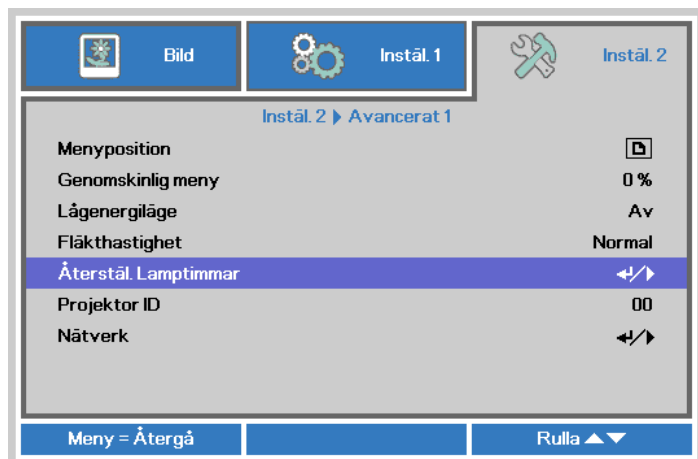 Bild
Instäl. 1
Instäl. 2
Instäl. 2 ▶ Avancerat 1
Menyposition
Genomskinlig meny 0 %
Lågenergiläge Av
Fläkthastighet Normal
Återstäl. Lamptimmar ↵/▶
Projektor ID 00
Nätverk ↵/▶
Meny = Återgå
Rulla ▲▼